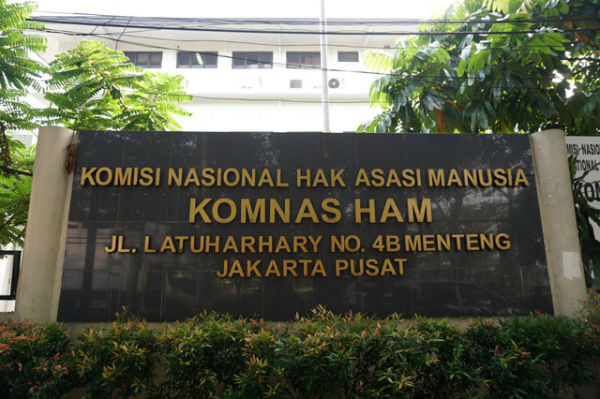 KOMISI NASIONAL HAK ASASI MANUSIA
KOMNAS HAM
JL. LATUHARHARY NO. 4B MENTENG
JAKARTA PUSAT